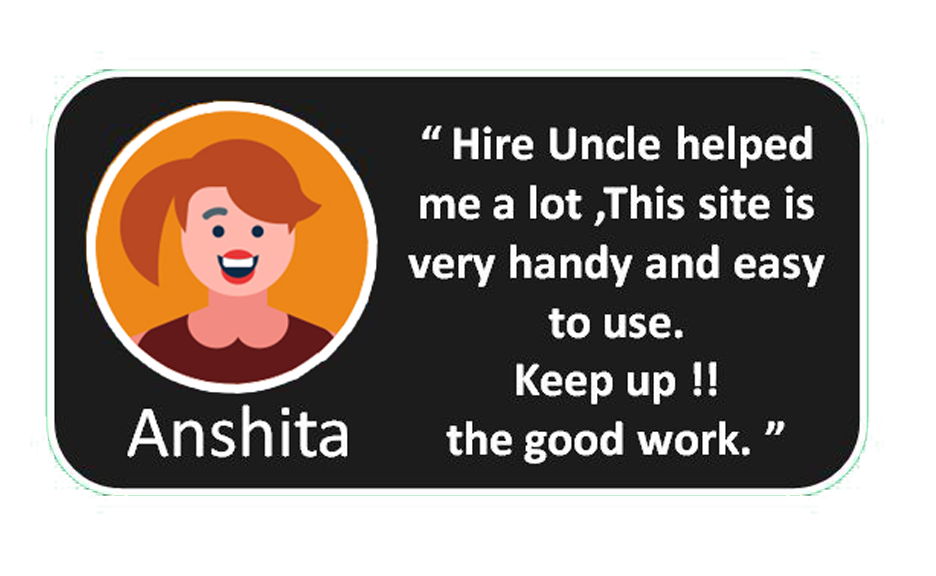 “ Hire Uncle helped
me a lot ,This site is
very handy and easy
to use.
Keep up !!
the good work. ”
Anshita